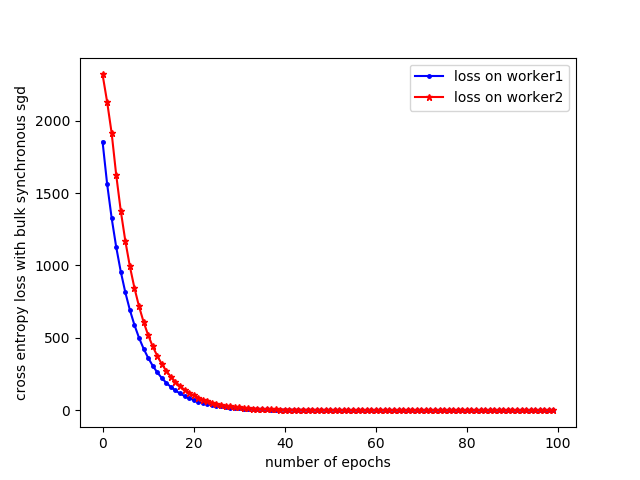 loss on worker1
loss on worker2
cross entropy loss with bulk synchronous sgd
2000
1500
1000
500
0
0 20 40 60 80 100
number of epochs